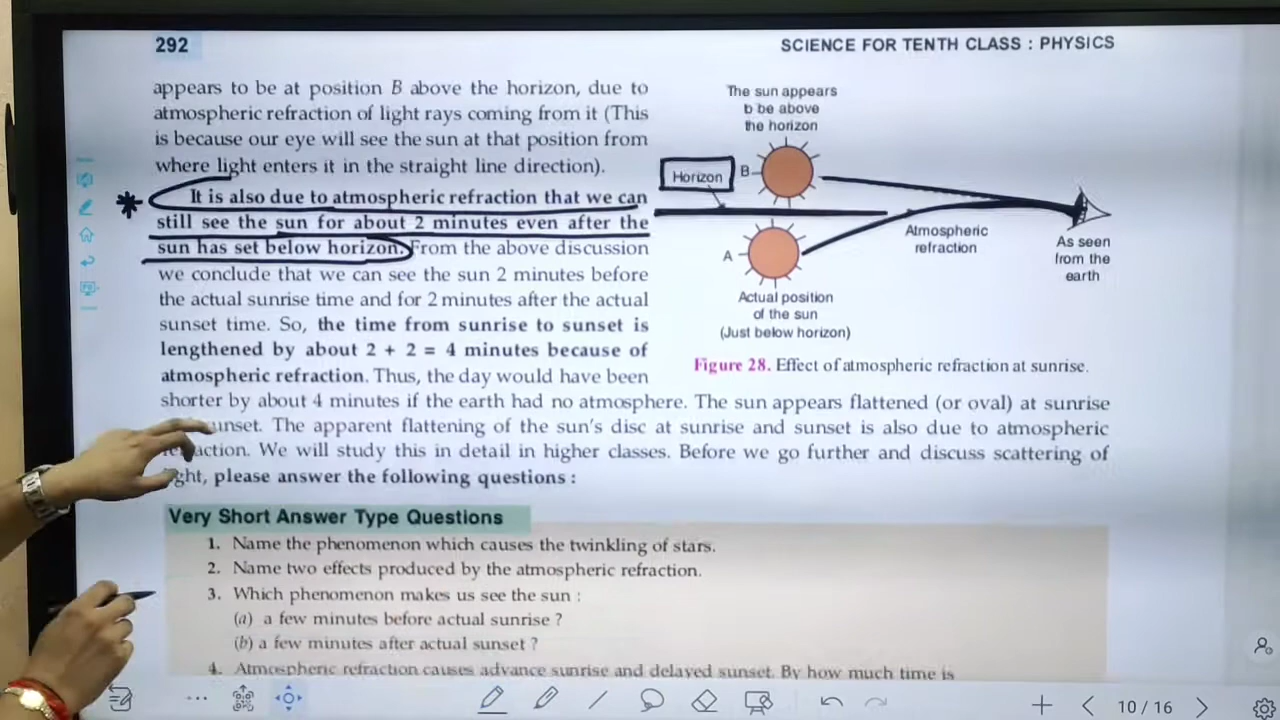 292
SCIENCE FOR TENTH CLASS : PHYSICS
appears to be at position B above the horizon, due to
atmospheric refraction of light rays coming from it (This
is because our eye will see the sun at that position from
where light enters it in the straight line direction).
It is also due to atmospheric refraction that we can
still see the sun for about 2 minutes even after the
sun has set below horizon. From the above discussion
we conclude that we can see the sun 2 minutes before
the actual sunrise time and for 2 minutes after the actual
sunset time. So, the time from sunrise to sunset is
lengthened by about 2 + 2 = 4 minutes because of
atmospheric refraction. Thus, the day would have been
The sun appears
b be above
the horizon
Horizon
B
A
Atmospheric
refraction
As seen
from the
earth
Actual position
of the sun
(Just below horizon)
Figure 28. Effect of atmospheric refraction at sunrise.
shorter by about 4 minutes if the earth had no atmosphere. The sun appears flattened (or oval) at sunrise
unset. The apparent flattening of the sun's disc at sunrise and sunset is also due to atmospheric
action. We will study this in detail in higher classes. Before we go further and discuss scattering of
ght, please answer the following questions :
Very Short Answer Type Questions
1. Name the phenomenon which causes the twinkling of stars.
2. Name two effects produced by the atmospheric refraction.
3. Which phenomenon makes us see the sun :
(a) a few minutes before actual sunrise ?
(b) a few minutes after actual sunset ?
4. Atmospheric refraction causes advance sunrise and delayed sunset. By how much time is
10 / 16